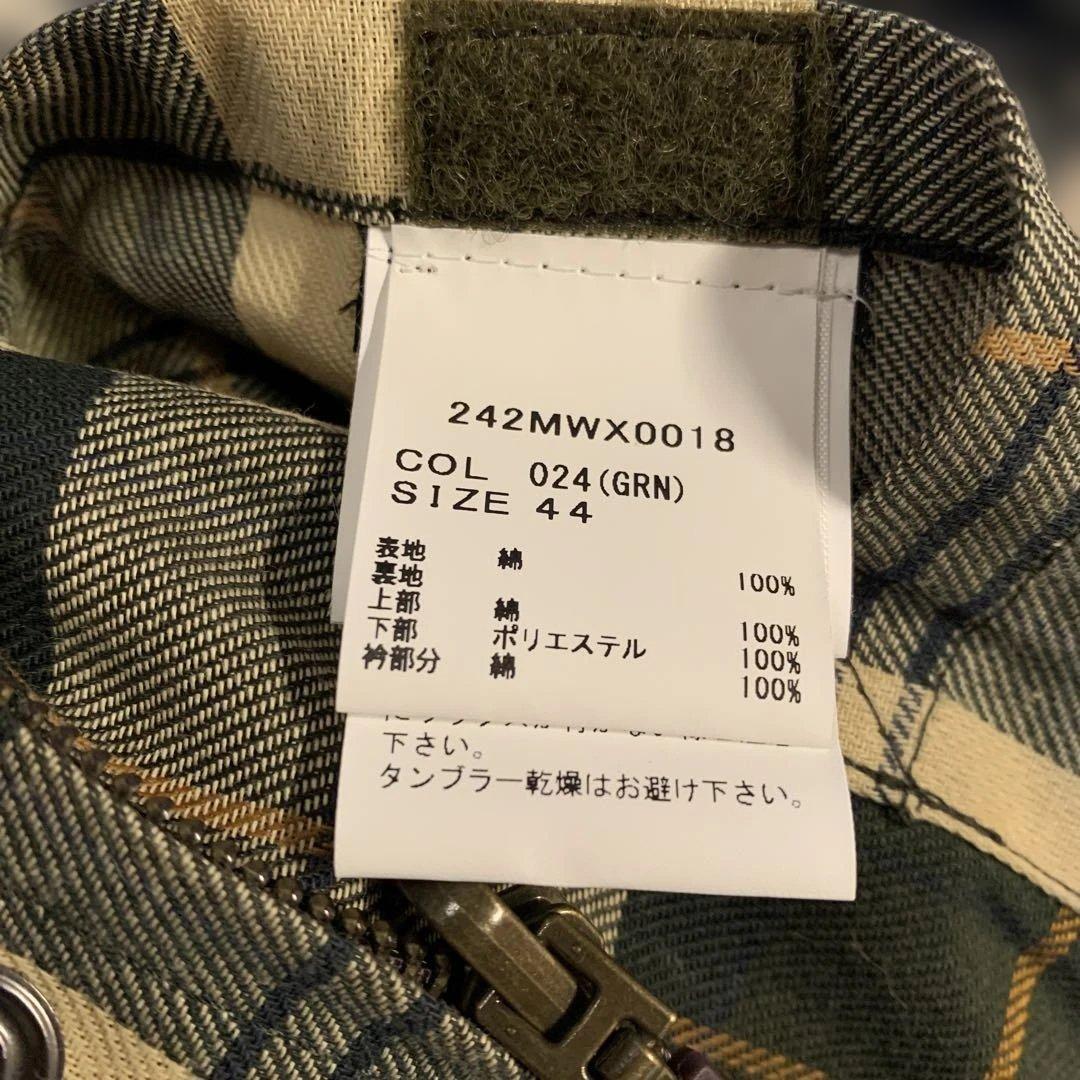 242MWX0018
COL 024(GRN)
SIZE 44
表地 綿 100%
裏地
上部 綿 100%
下部 ポリエステル 100%
衿部分 綿 100%
下さい。
タンブラー乾燥はお避け下さい。